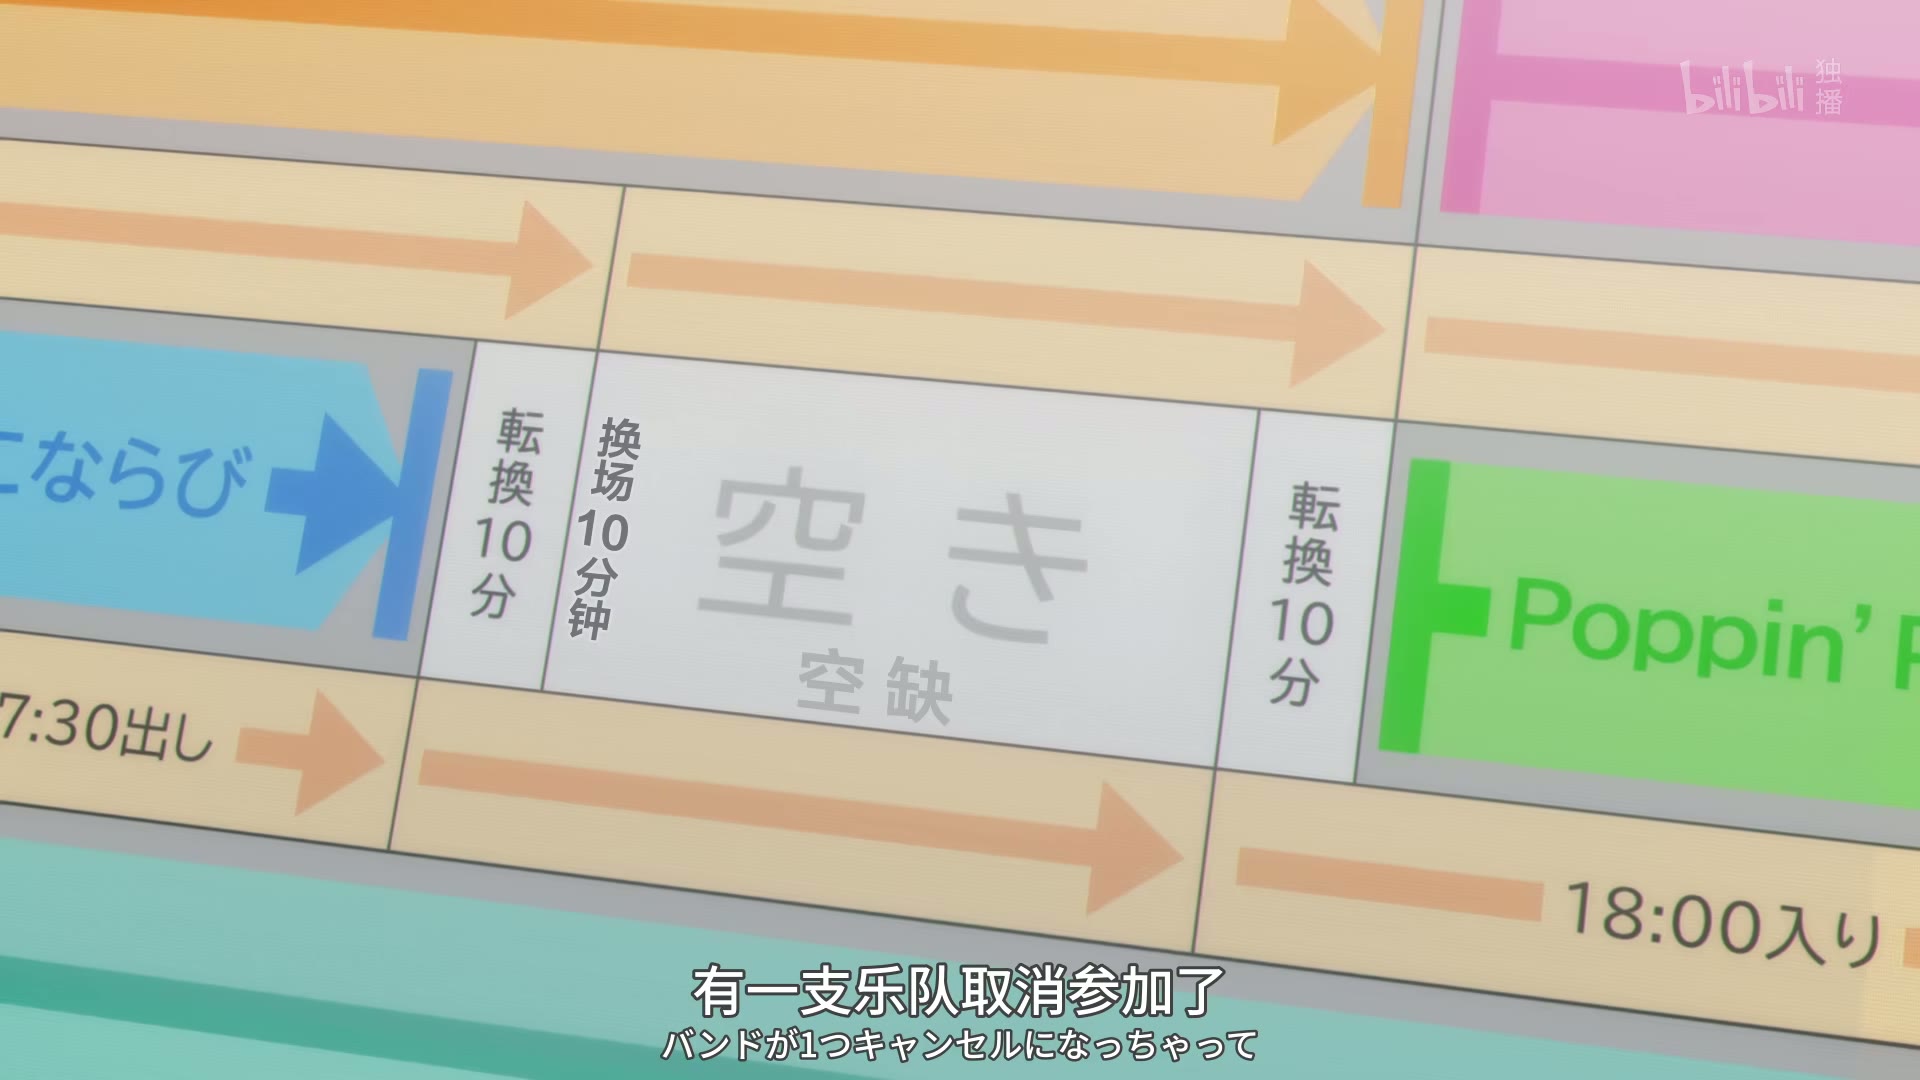 bilibili 独播
こならび
転換10分
换场10分钟
空き
空缺
転換10分
Poppin'
7:30出し
18:00入り
有一支乐队取消参加了
バンドが1つキャンセルになっちゃって